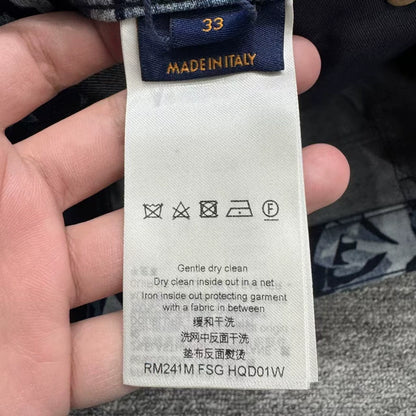 33
MADE IN ITALY
F
Gentle dry clean
Dry clean inside out in a net
Iron inside out protecting garment
with a fabric in between
缓和干洗
洗网中反面干洗
垫布反面熨烫
RM241M FSG HQD01W